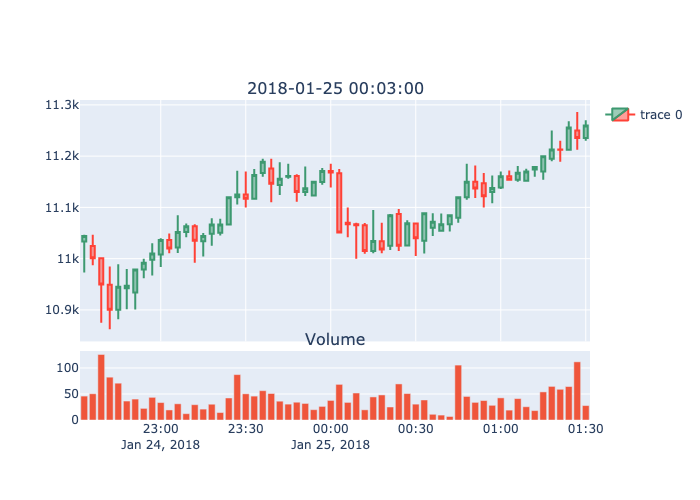 2018-01-25 00:03:00
trace 0
11.3k
11.2k
11.1k
11k
10.9k
Volume
100
50
0
23:00 23:30 00:00 00:30 01:00 01:30
Jan 24, 2018 Jan 25, 2018